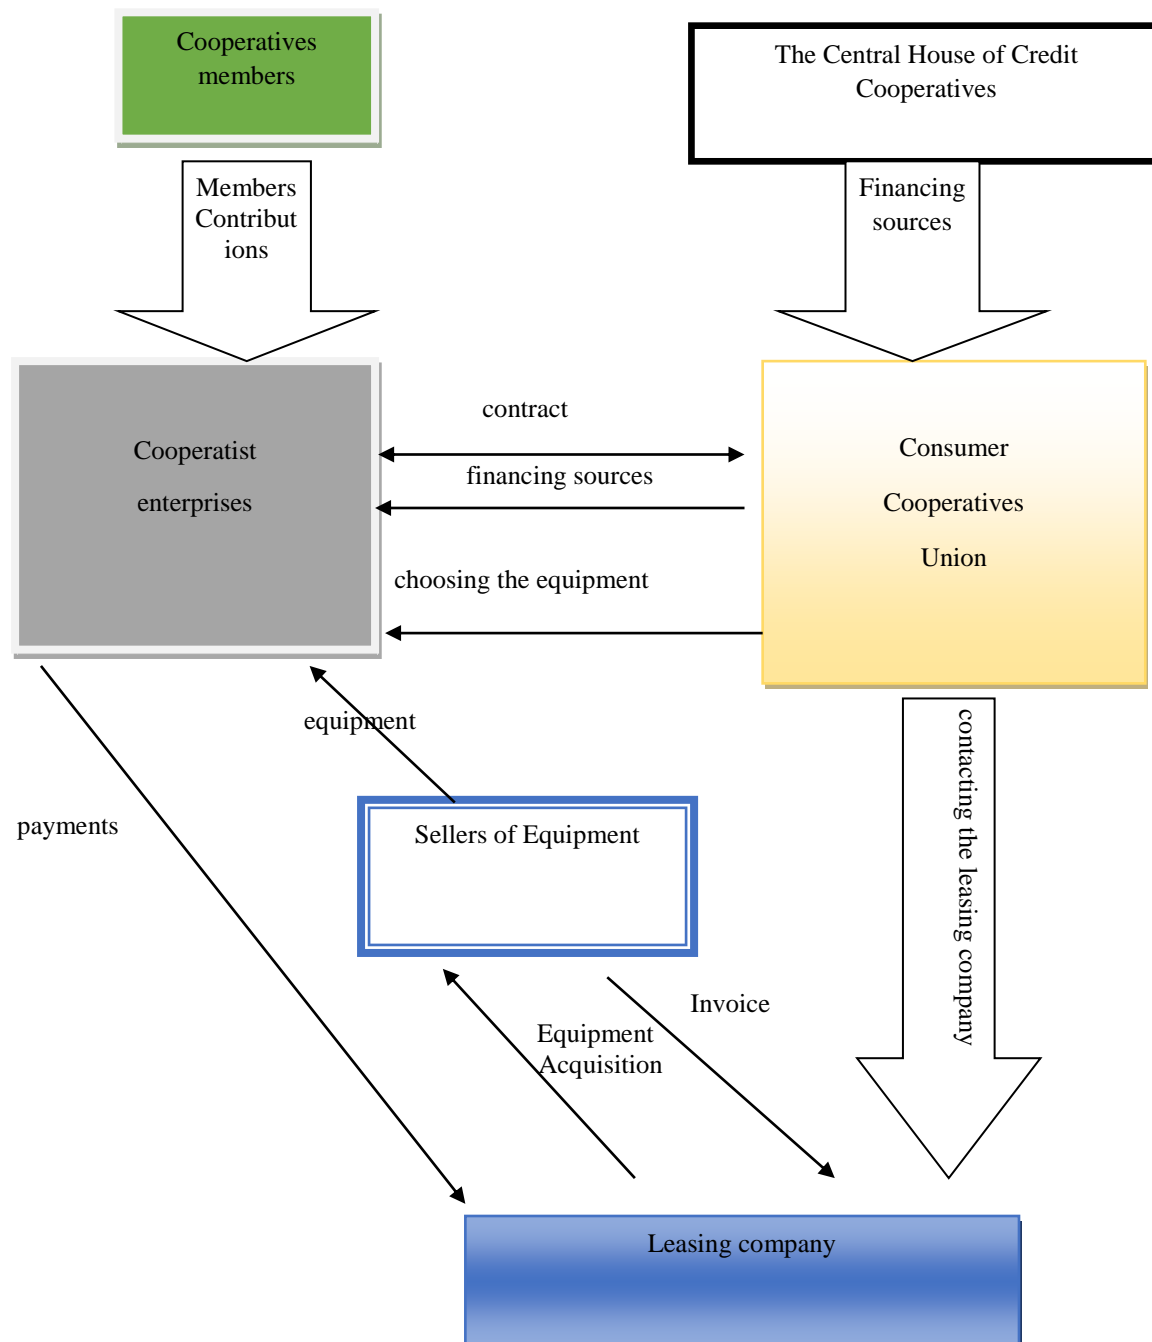 Cooperatives
members
The Central House of Credit
Cooperatives
Members
Contribut
ions
Financing
sources
Cooperatist
enterprises
contract
financing sources
choosing the equipment
Consumer
Cooperatives
Union
equipment
payments
Sellers of Equipment
contacting the leasing company
Invoice
Equipment
Acquisition
Leasing company